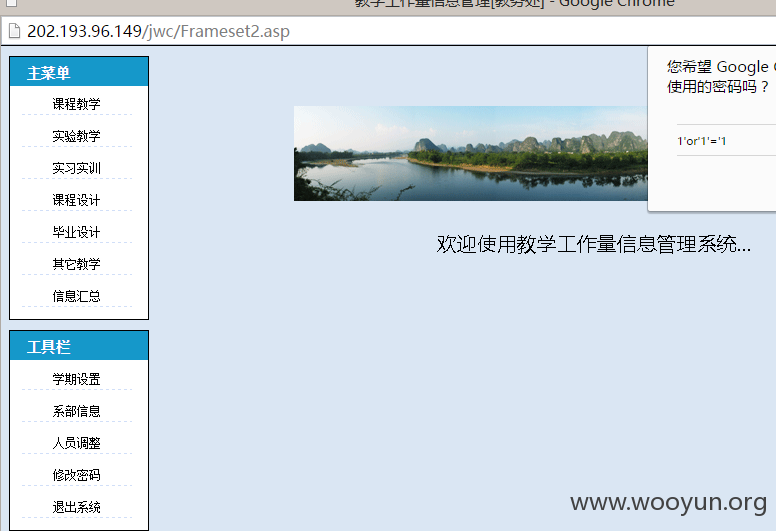 教学工作量信息管理[教务处] - Google Chrome
202.193.96.149/jwc/Frameset2.asp
主菜单
课程教学
实验教学
实习实训
课程设计
毕业设计
其它教学
信息汇总
工具栏
学期设置
系部信息
人员调整
修改密码
退出系统
欢迎使用教学工作量信息管理系统...
您希望 Google C
使用的密码吗？
1'or'1'='1
www.wooyun.org